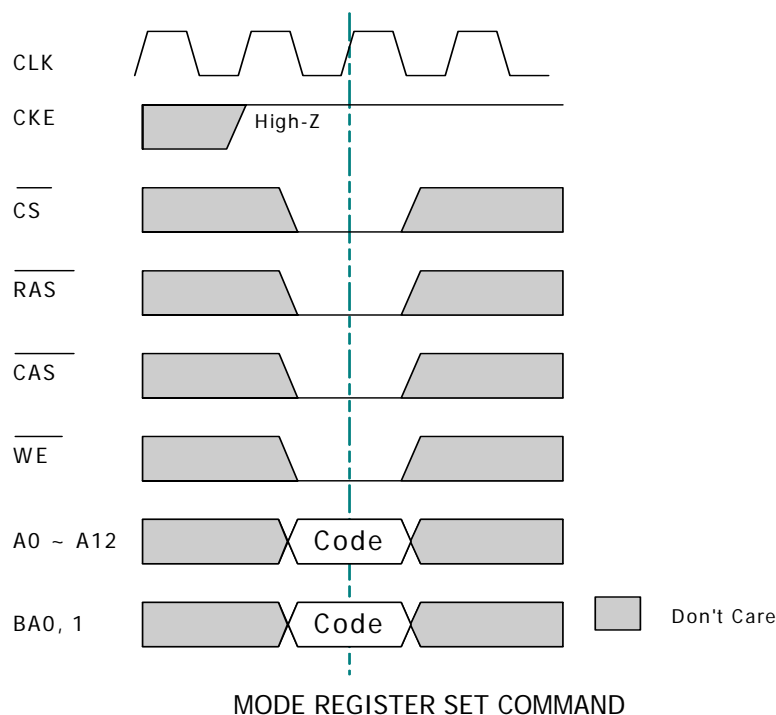 CLK
CKE
High-Z
CS
RAS
CAS
WE
A0 ~ A12
Code
BA0, 1
Code
Don't Care
MODE REGISTER SET COMMAND